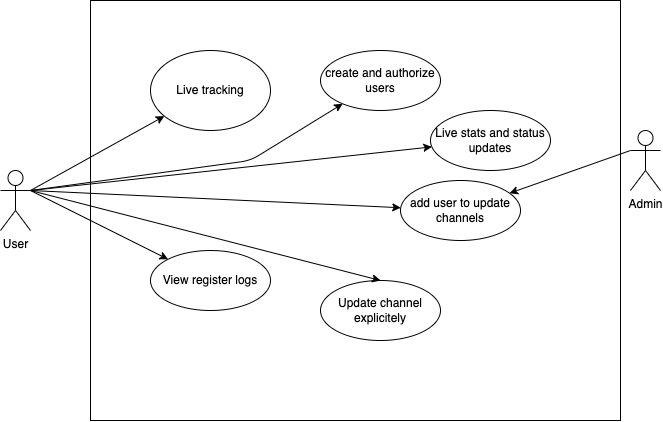 Live tracking
create and authorize
users
Live stats and status
updates
add user to update
channels
User
Admin
View register logs
Update channel
explicitely